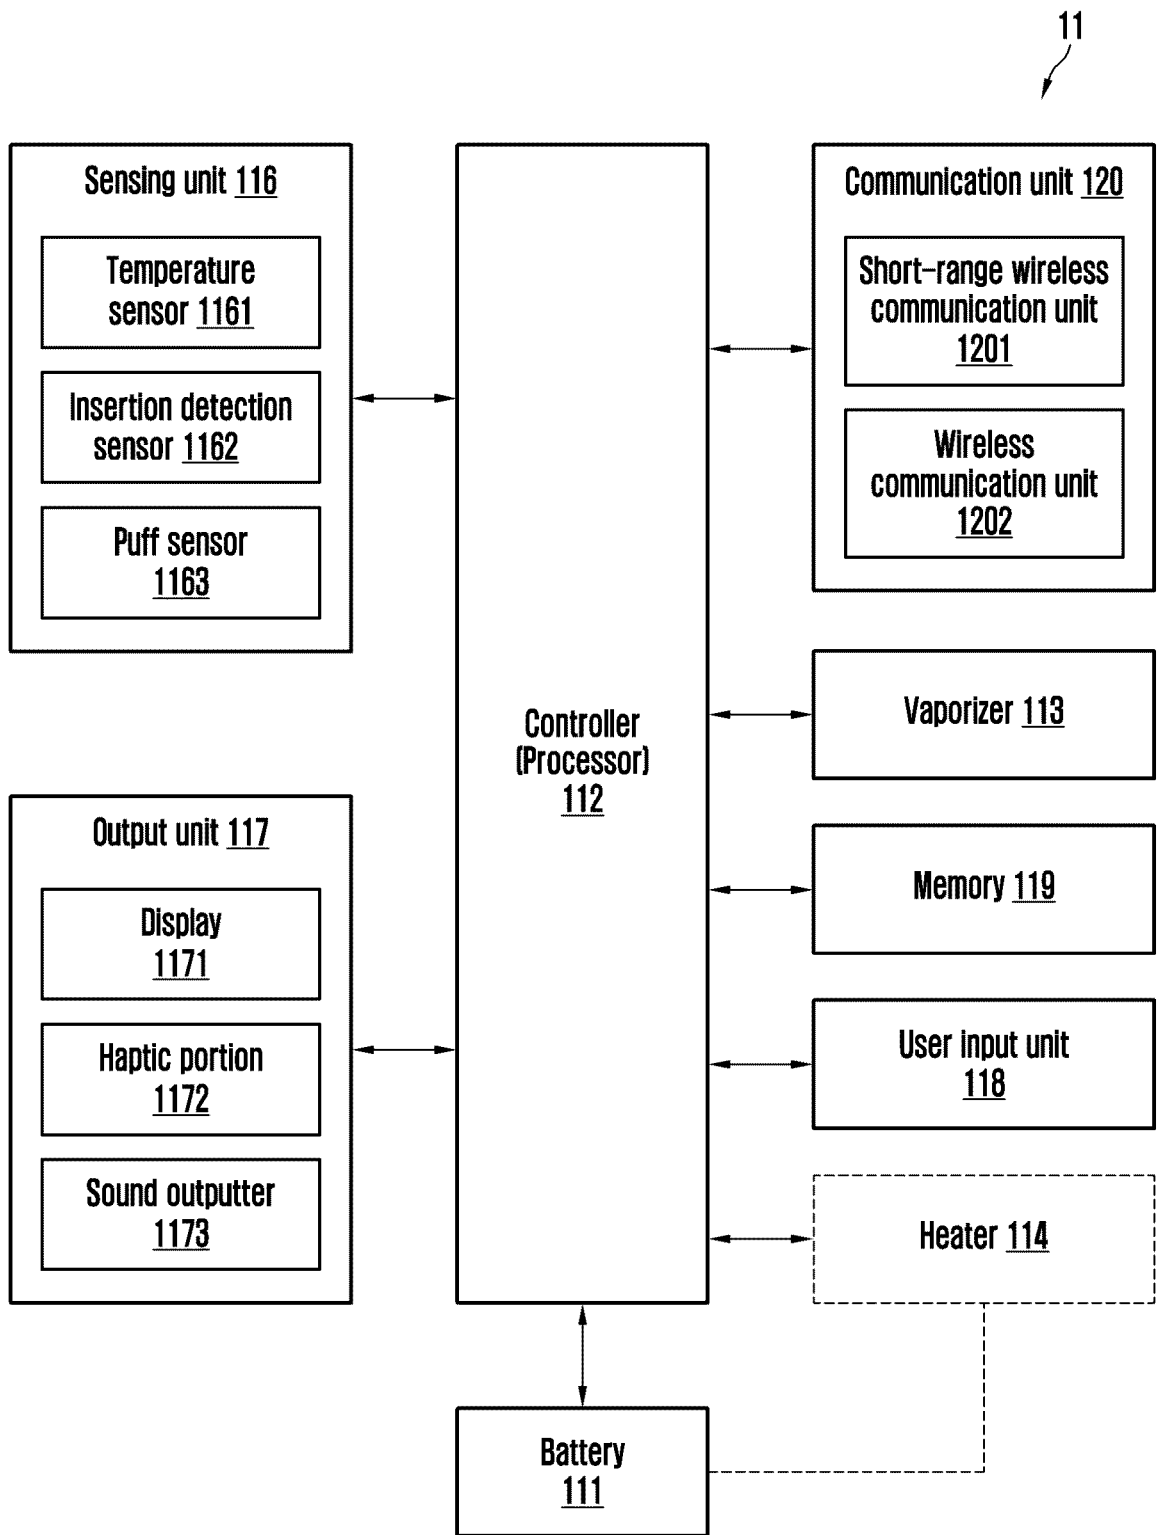 11
Sensing unit 116
Temperature
sensor 1161
Insertion detection
sensor 1162
Puff sensor
1163
Output unit 117
Display
1171
Haptic portion
1172
Sound outputter
1173
Controller
(Processor)
112
Battery
111
Communication unit 120
Short-range wireless
communication unit
1201
Wireless
communication unit
1202
Vaporizer 113
Memory 119
User input unit
118
Heater 114